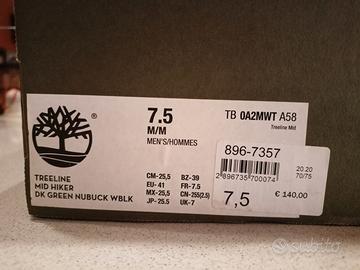 7.5
M/M
MEN'S/HOMMES
TB 0A2MWT A58
Treeline Mid
TREELINE
MID HIKER
DK GREEN NUBUCK WBLK
CM-25,5 BZ-39
EU- 41 FR-7.5
MX-25,5 CN-255(2.5)
JP- 25.5 UK-7
896-7357
20.20
70/75
2 896735 700074
7,5
€ 140,00
Subito